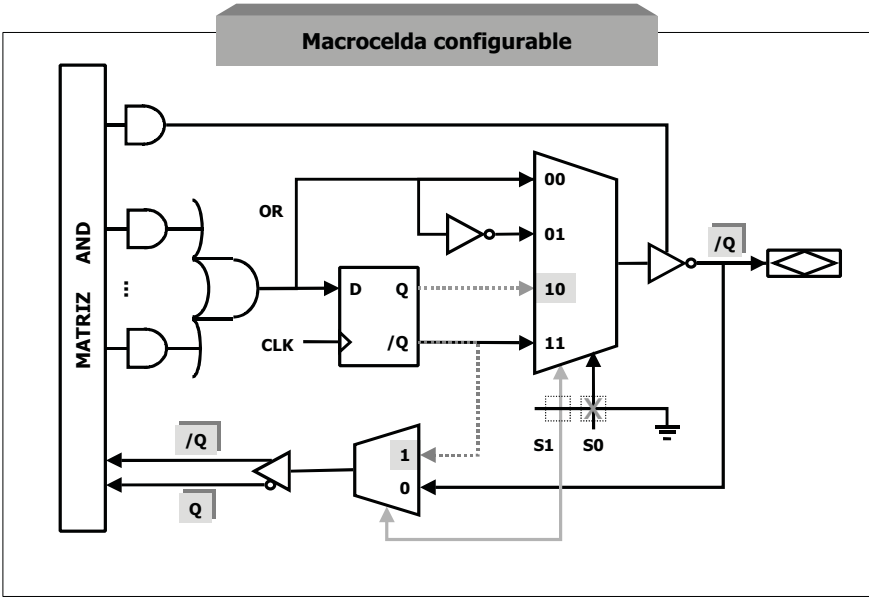 Macrocelda configurable
MATRIZ AND
...
OR
CLK
D
Q
/Q
00
01
10
11
/Q
S1
S0
1
0
/Q
Q